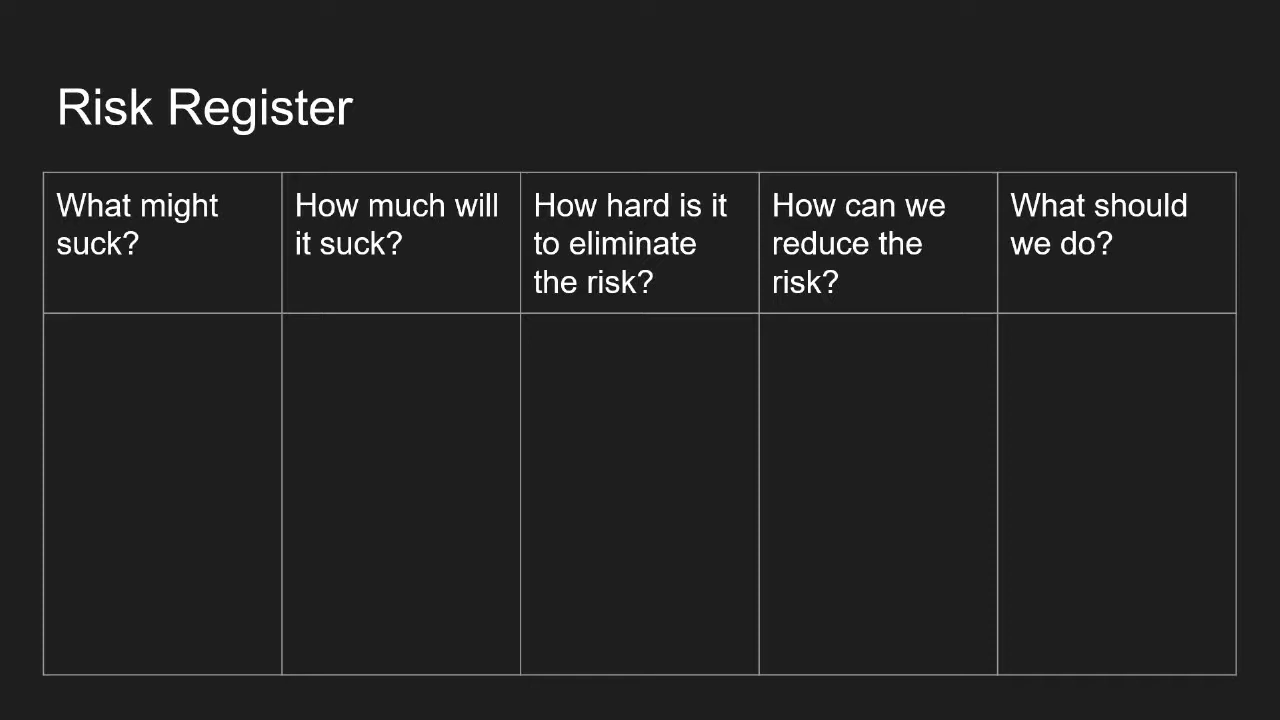 Risk Register
What might
suck?
How much will
it suck?
How hard is it
to eliminate
the risk?
How can we
reduce the
risk?
What should
we do?